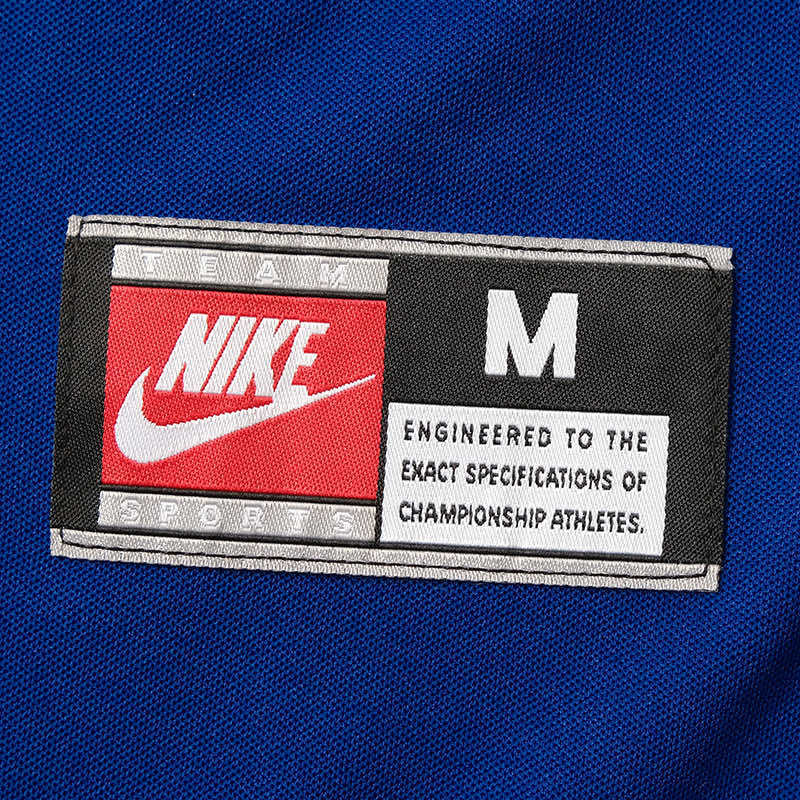 TEAM
NIKE
SPORTS
M
ENGINEERED TO THE
EXACT SPECIFICATIONS OF
CHAMPIONSHIP ATHLETES.